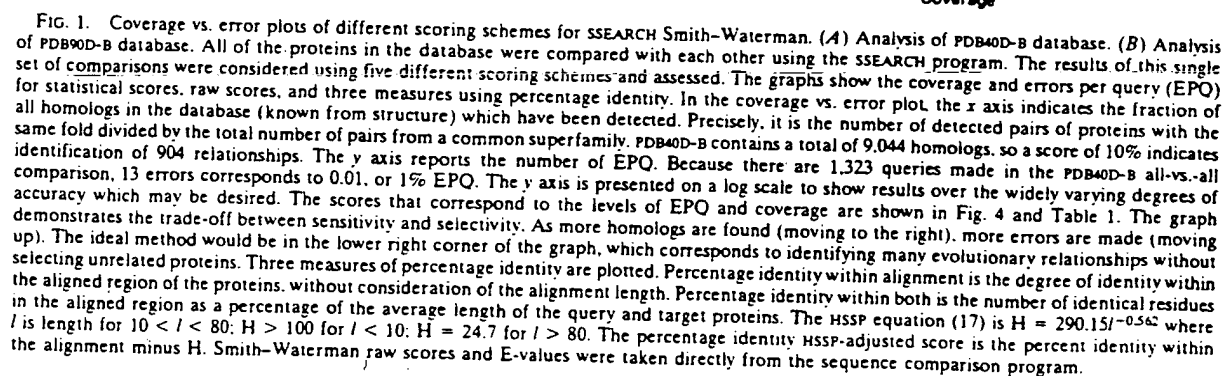 Coverage
FIG. 1. Coverage vs. error plots of different scoring schemes for SSEARCH Smith–Waterman. (A) Analysis of PDB40D-B database. (B) Analysis
of PDB90D-B database. All of the proteins in the database were compared with each other using the SSEARCH program. The results of this single
set of comparisons were considered using five different scoring schemes and assessed. The graphs show the coverage and errors per query (EPQ)
for statistical scores, raw scores, and three measures using percentage identity. In the coverage vs. error plot, the x axis indicates the fraction of
all homologs in the database (known from structure) which have been detected. Precisely, it is the number of detected pairs of proteins with the
same fold divided by the total number of pairs from a common superfamily. PDB40D-B contains a total of 9,044 homologs, so a score of 10% indicates
identification of 904 relationships. The y axis reports the number of EPQ. Because there are 1,323 queries made in the PDB40D-B all-vs.-all
comparison, 13 errors corresponds to 0.01, or 1% EPQ. The y axis is presented on a log scale to show results over the widely varying degrees of
accuracy which may be desired. The scores that correspond to the levels of EPQ and coverage are shown in Fig. 4 and Table 1. The graph
demonstrates the trade-off between sensitivity and selectivity. As more homologs are found (moving to the right), more errors are made (moving
up). The ideal method would be in the lower right corner of the graph, which corresponds to identifying many evolutionary relationships without
selecting unrelated proteins. Three measures of percentage identity are plotted. Percentage identity within alignment is the degree of identity within
the aligned region of the proteins, without consideration of the alignment length. Percentage identity within both is the number of identical residues
in the aligned region as a percentage of the average length of the query and target proteins. The HSSP equation (17) is H = 290.15l^−0.562 where
l is length for 10 < l < 80; H > 100 for l < 10; H = 24.7 for l > 80. The percentage identity HSSP-adjusted score is the percent identity within
the alignment minus H. Smith–Waterman raw scores and E-values were taken directly from the sequence comparison program.